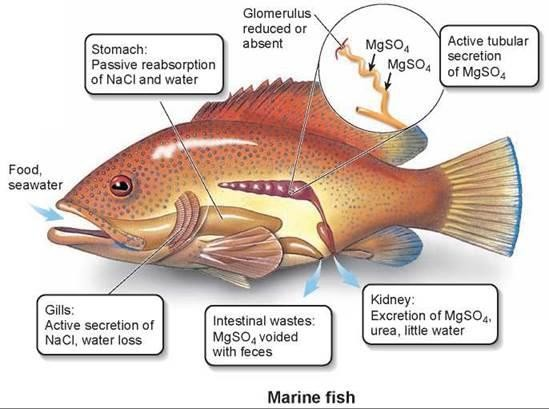 Glomerulus
reduced or
absent
MgSO₄
MgSO₄
Active tubular
secretion
of MgSO₄
Stomach:
Passive reabsorption
of NaCl and water
Food,
seawater
Gills:
Active secretion of
NaCl, water loss
Intestinal wastes:
MgSO₄ voided
with feces
Kidney:
Excretion of MgSO₄,
urea, little water
Marine fish